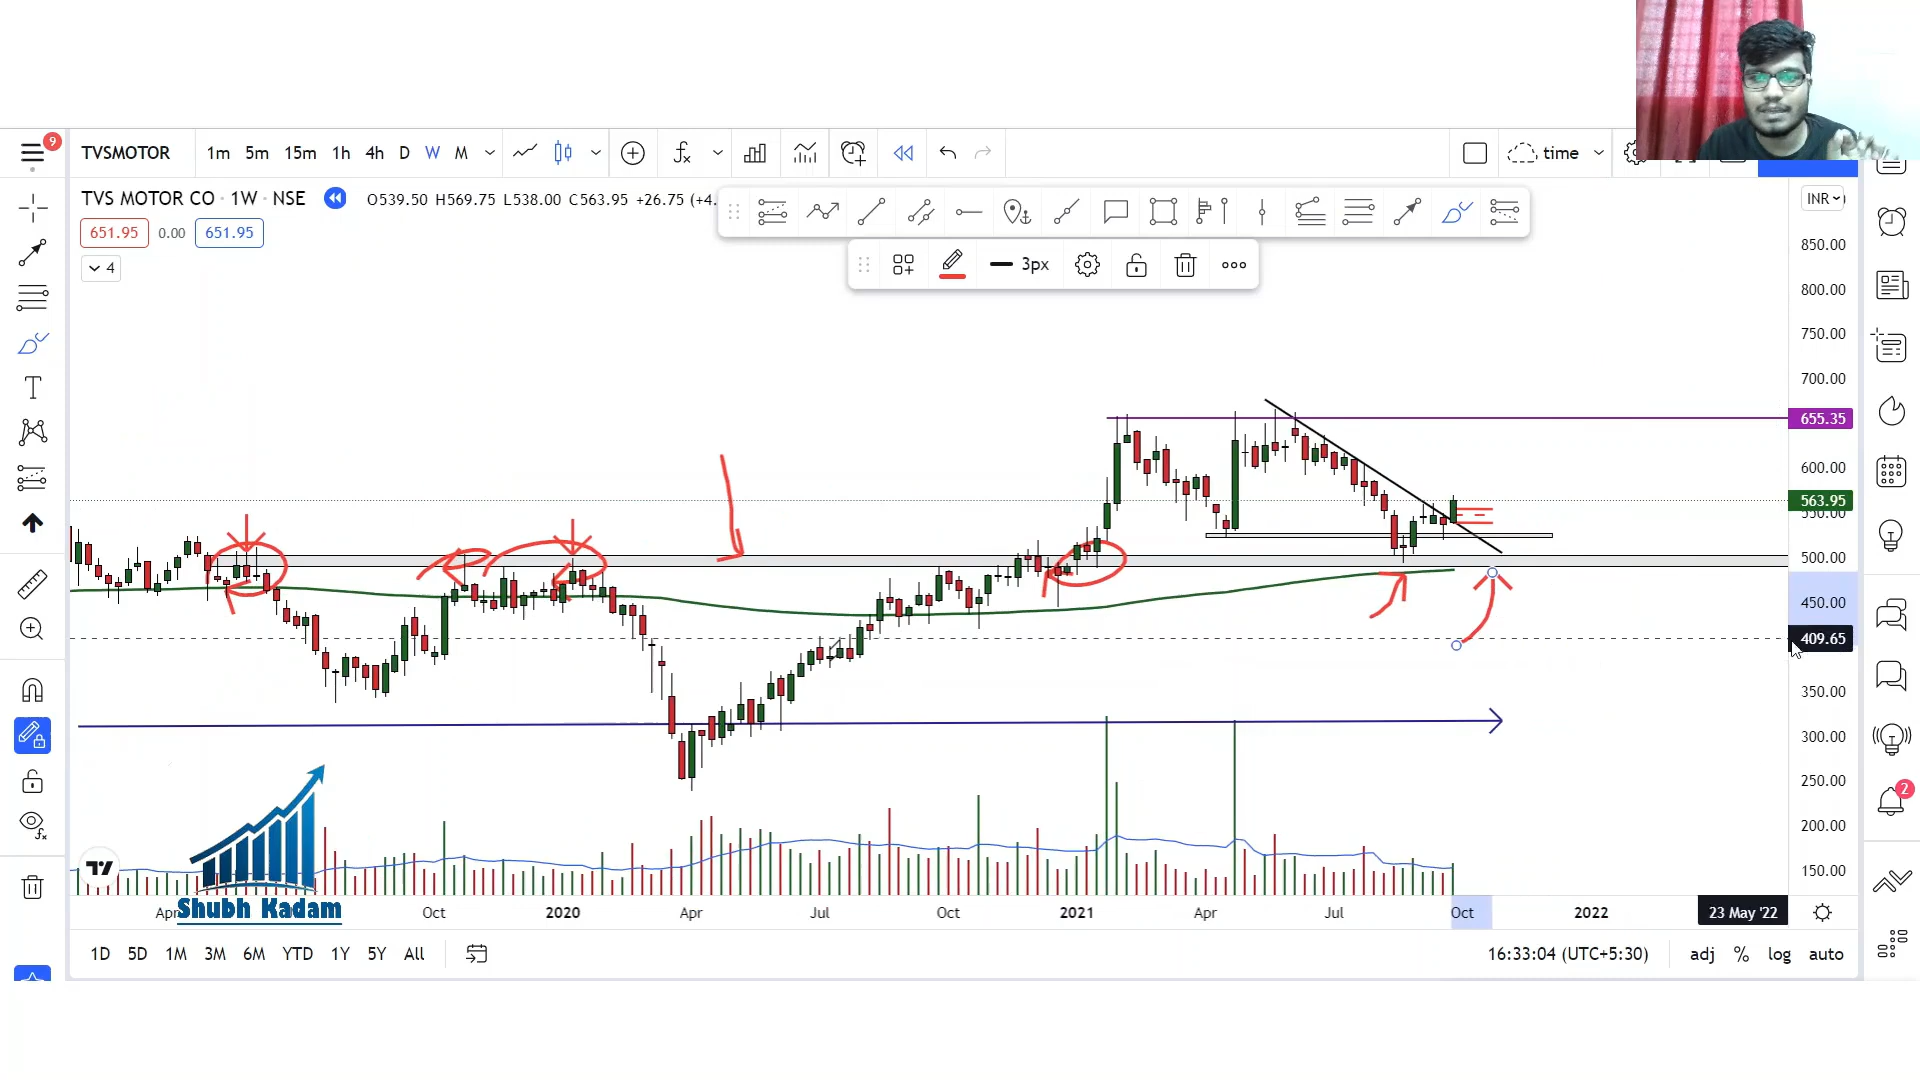 9
TVSMOTOR 1m 5m 15m 1h 4h D W M time
TVS MOTOR CO · 1W · NSE O539.50 H569.75 L538.00 C563.95 +26.75 (+4. INR
651.95 0.00 651.95
4 3px
850.00
800.00
750.00
700.00
655.35
600.00
563.95
550.00
500.00
450.00
409.65
350.00
300.00
250.00
200.00
150.00
2
Shubh Kadam
Apr Oct 2020 Apr Jul Oct 2021 Apr Jul Oct 2022 23 May '22
1D 5D 1M 3M 6M YTD 1Y 5Y All 16:33:04 (UTC+5:30) adj % log auto